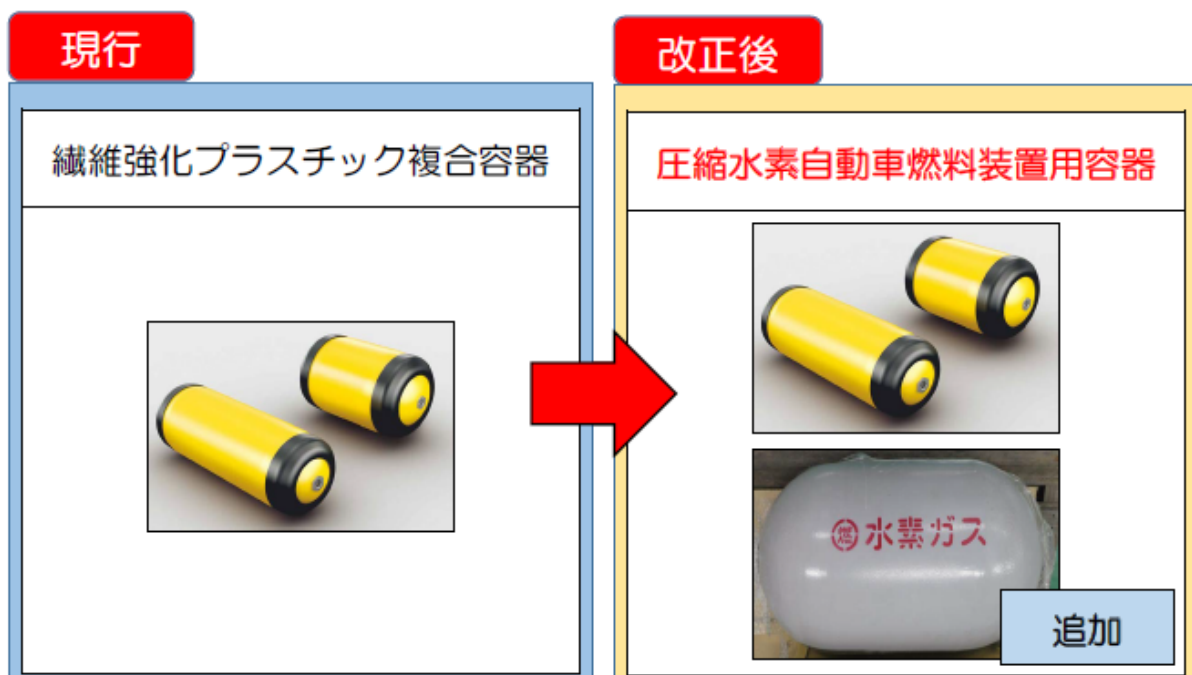 現行
繊維強化プラスチック複合容器
改正後
圧縮水素自動車燃料装置用容器
燃 水素ガス
追加